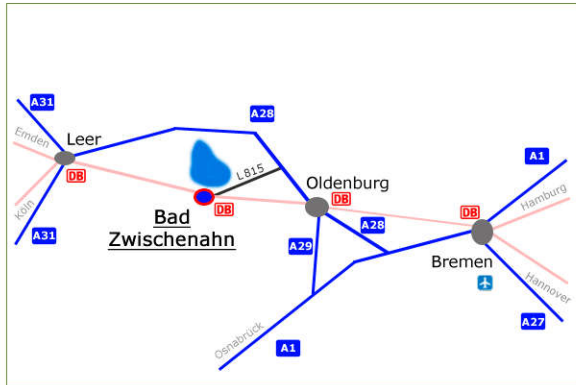 A31
A28
Emden
Leer
DB
L815
A1
Hamburg
Köln
DB
Oldenburg
DB
DB
A31
Bad
Zwischenahn
A29
A28
Bremen
Hannover
Osnabrück
A1
A27